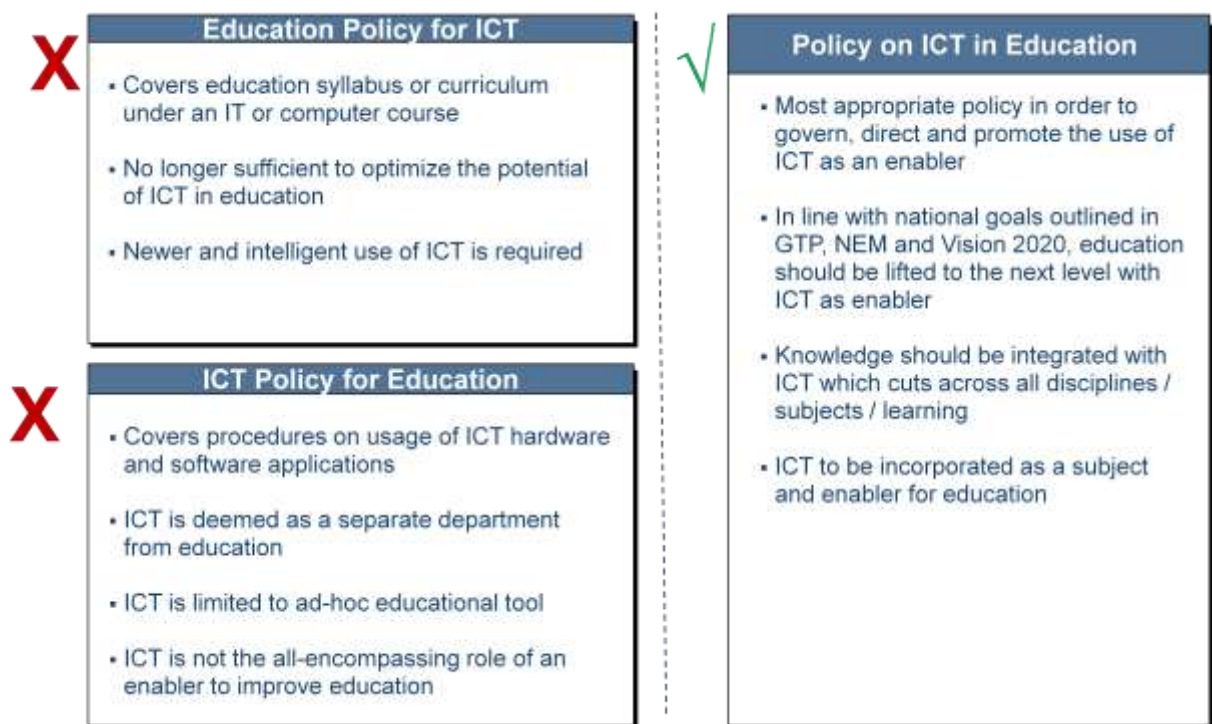 X
Education Policy for ICT
▪ Covers education syllabus or curriculum
under an IT or computer course
▪ No longer sufficient to optimize the potential
of ICT in education
▪ Newer and intelligent use of ICT is required
X
ICT Policy for Education
▪ Covers procedures on usage of ICT hardware
and software applications
▪ ICT is deemed as a separate department
from education
▪ ICT is limited to ad-hoc educational tool
▪ ICT is not the all-encompassing role of an
enabler to improve education
√
Policy on ICT in Education
▪ Most appropriate policy in order to
govern, direct and promote the use of
ICT as an enabler
▪ In line with national goals outlined in
GTP, NEM and Vision 2020, education
should be lifted to the next level with
ICT as enabler
▪ Knowledge should be integrated with
ICT which cuts across all disciplines /
subjects / learning
▪ ICT to be incorporated as a subject
and enabler for education